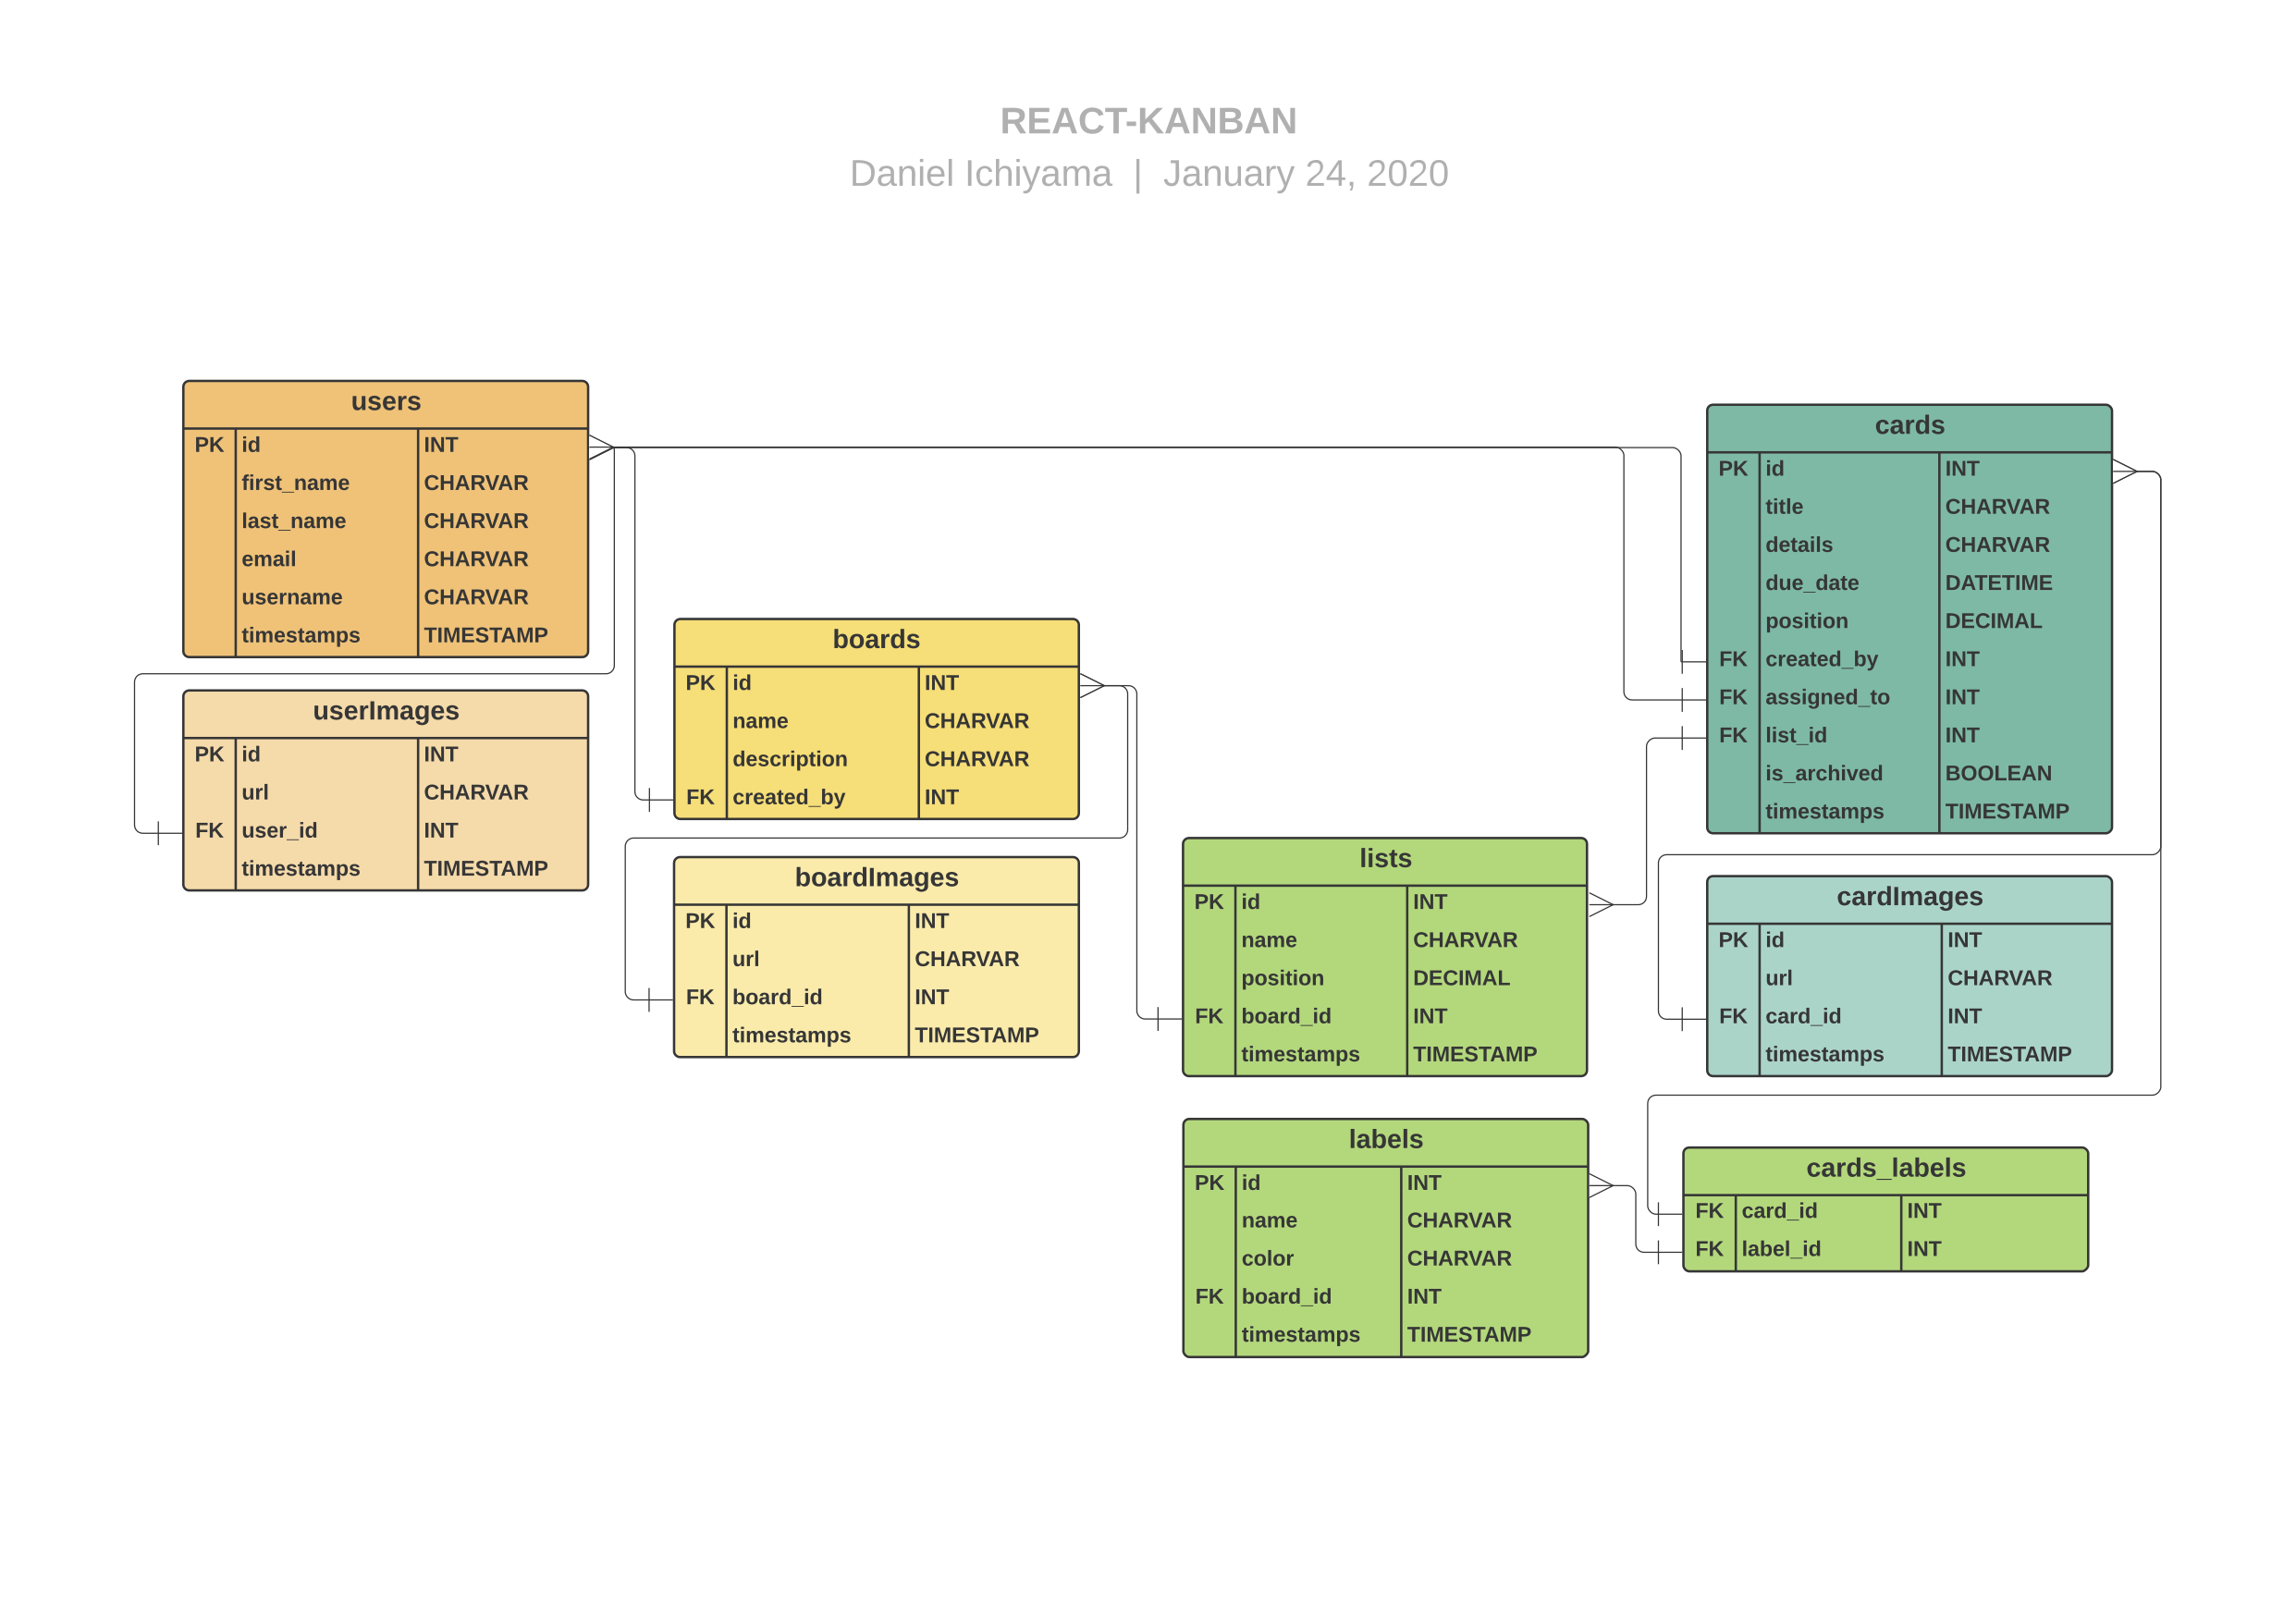 REACT-KANBAN
Daniel Ichiyama | January 24, 2020
users
PK id INT
first_name CHARVAR
last_name CHARVAR
email CHARVAR
username CHARVAR
timestamps TIMESTAMP
userImages
PK id INT
url CHARVAR
FK user_id INT
timestamps TIMESTAMP
boards
PK id INT
name CHARVAR
description CHARVAR
FK created_by INT
boardImages
PK id INT
url CHARVAR
FK board_id INT
timestamps TIMESTAMP
lists
PK id INT
name CHARVAR
position DECIMAL
FK board_id INT
timestamps TIMESTAMP
labels
PK id INT
name CHARVAR
color CHARVAR
FK board_id INT
timestamps TIMESTAMP
cards
PK id INT
title CHARVAR
details CHARVAR
due_date DATETIME
position DECIMAL
FK created_by INT
FK assigned_to INT
FK list_id INT
is_archived BOOLEAN
timestamps TIMESTAMP
cardImages
PK id INT
url CHARVAR
FK card_id INT
timestamps TIMESTAMP
cards_labels
FK card_id INT
FK label_id INT